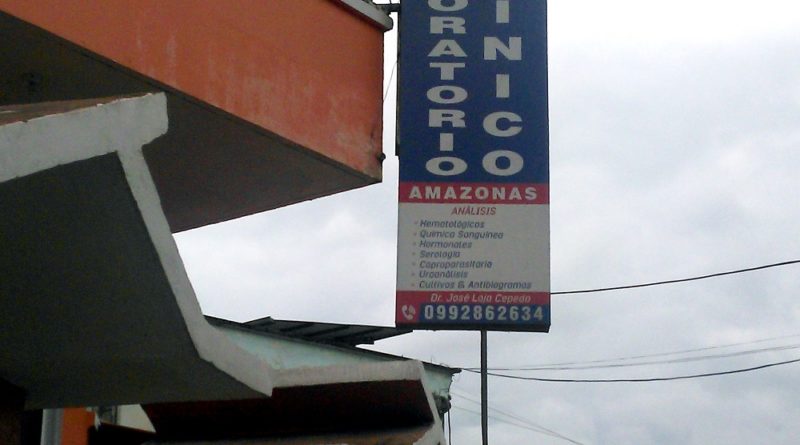 ORATORIO
INICO
AMAZONAS
ANÁLISIS
- Hematológicos
- Química Sanguínea
- Hormonales
- Serología
- Coproparasitario
- Uroanálisis
- Cultivos & Antibiogramas
Dr. José Loja Cepeda
0992862634